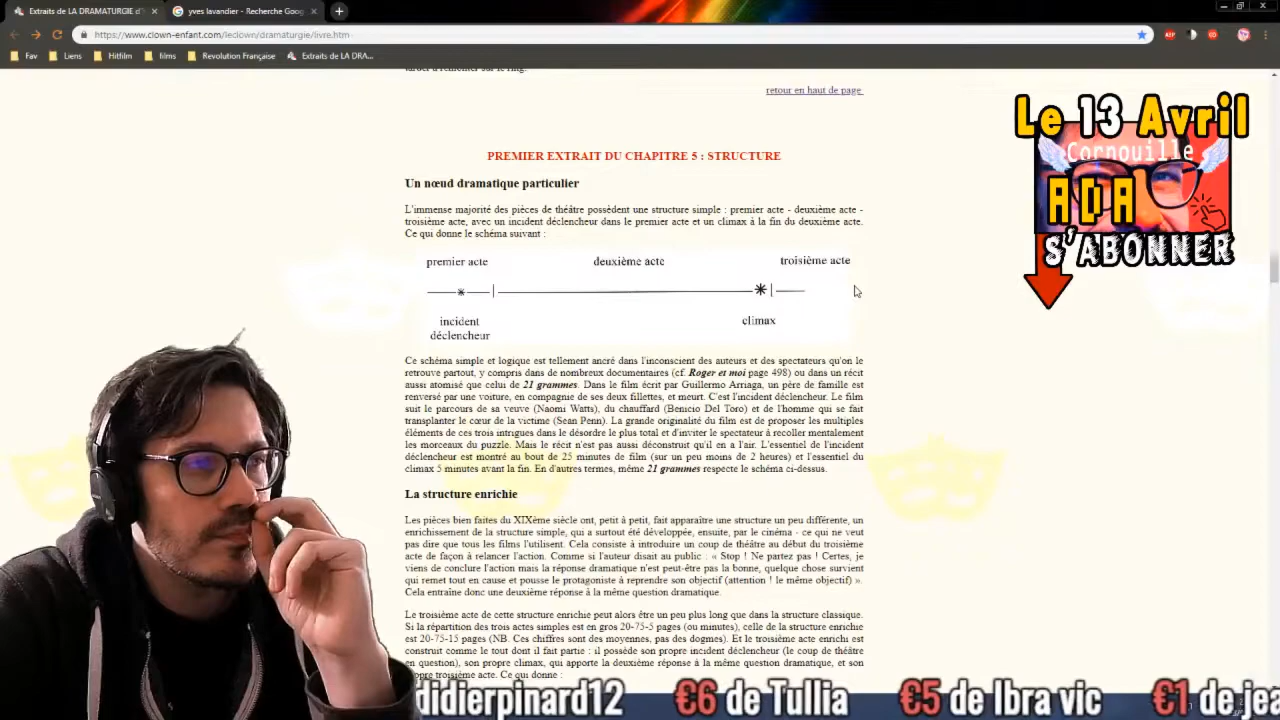 Extraits de LA DRAMATURGIE d'
yves lavandier - Recherche Goog
https://www.clown-enfant.com/leclown/dramaturgie/livre.htm
Fav
Liens
Hitfilm
films
Revolution Française
Extraits de LA DRA...
retour en haut de page
PREMIER EXTRAIT DU CHAPITRE 5 : STRUCTURE
Un nœud dramatique particulier
L'immense majorité des pièces de théâtre possèdent une structure simple : premier acte - deuxième acte -
troisième acte, avec un incident déclencheur dans le premier acte et un climax à la fin du deuxième acte.
Ce qui donne le schéma suivant :
premier acte
deuxième acte
troisième acte
incident
déclencheur
climax
Ce schéma simple et logique est tellement ancré dans l'inconscient des auteurs et des spectateurs qu'on le
retrouve partout, y compris dans de nombreux documentaires (cf. Roger et moi page 498) ou dans un récit
aussi atomisé que celui de 21 grammes. Dans le film écrit par Guillermo Arriaga, un père de famille est
renversé par une voiture, en compagnie de ses deux fillettes, et meurt. C'est l'incident déclencheur. Le film
suit le parcours de sa veuve (Naomi Watts), du chauffard (Benicio Del Toro) et de l'homme qui se fait
transplanter le cœur de la victime (Sean Penn). La grande originalité du film est de proposer les multiples
éléments de ces trois intrigues dans le désordre le plus total et d'inviter le spectateur à recoller mentalement
les morceaux du puzzle. Mais le récit n'est pas aussi déconstruit qu'il en a l'air. L'essentiel de l'incident
déclencheur est montré au bout de 25 minutes de film (sur un peu moins de 2 heures) et l'essentiel du
climax 5 minutes avant la fin. En d'autres termes, même 21 grammes respecte le schéma ci-dessus.
La structure enrichie
Les pièces bien faites du XIXème siècle ont, petit à petit, fait apparaître une structure un peu différente, un
enrichissement de la structure simple, qui a surtout été développée, ensuite, par le cinéma - ce qui ne veut
pas dire que tous les films l'utilisent. Cela consiste à introduire un coup de théâtre au début du troisième
acte de façon à relancer l'action. Comme si l'auteur disait au public : « Stop ! Ne partez pas ! Certes, je
viens de conclure l'action mais la réponse dramatique n'est peut-être pas la bonne, quelque chose survient
qui remet tout en cause et pousse le protagoniste à reprendre son objectif (attention ! le même objectif) ».
Cela entraîne donc une deuxième réponse à la même question dramatique.
Le troisième acte de cette structure enrichie peut alors être un peu plus long que dans la structure classique.
Si la répartition des trois actes simples est en gros 20-75-5 pages (ou minutes), celle de la structure enrichie
est 20-75-15 pages (NB. Ces chiffres sont des moyennes, pas des dogmes). Et le troisième acte enrichi est
construit comme le tout dont il fait partie : il possède son propre incident déclencheur (le coup de théâtre
en question), son propre climax, qui apporte la deuxième réponse à la même question dramatique, et son
propre troisième acte. Ce qui donne :
Le 13 Avril
Cornouille
ADA
S'ABONNER
didierpinard12 €6 de Tullia €5 de Ibra vic €1 de jea